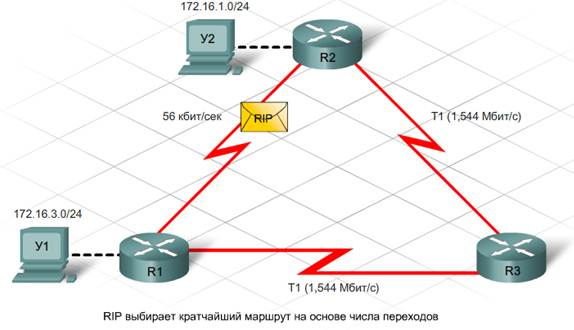 172.16.1.0/24
У2
R2
56 кбит/сек
RIP
T1 (1,544 Мбит/с)
172.16.3.0/24
У1
R1
R3
T1 (1,544 Мбит/с)
RIP выбирает кратчайший маршрут на основе числа переходов